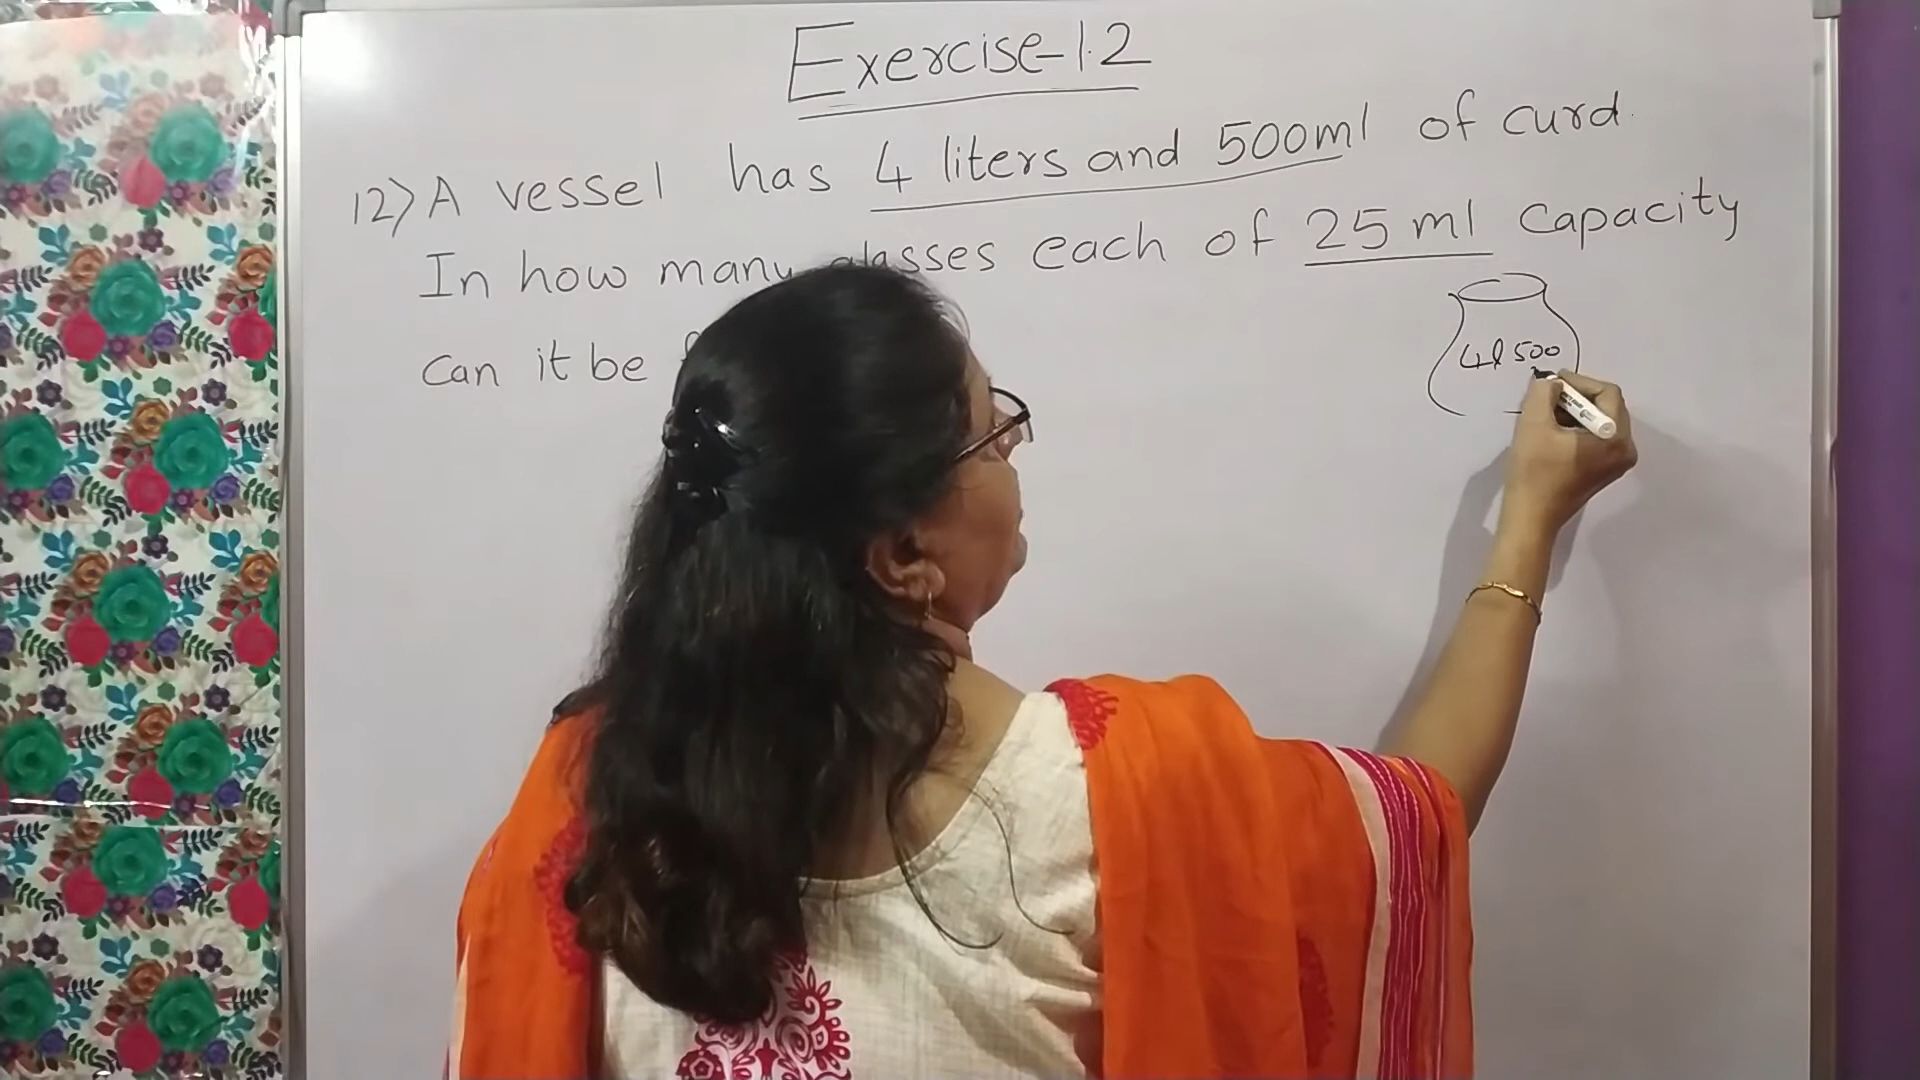 Exercise-1.2
12) A vessel has 4 liters and 500ml of curd.
In how many glasses each of 25 ml capacity
can it be
4l 500